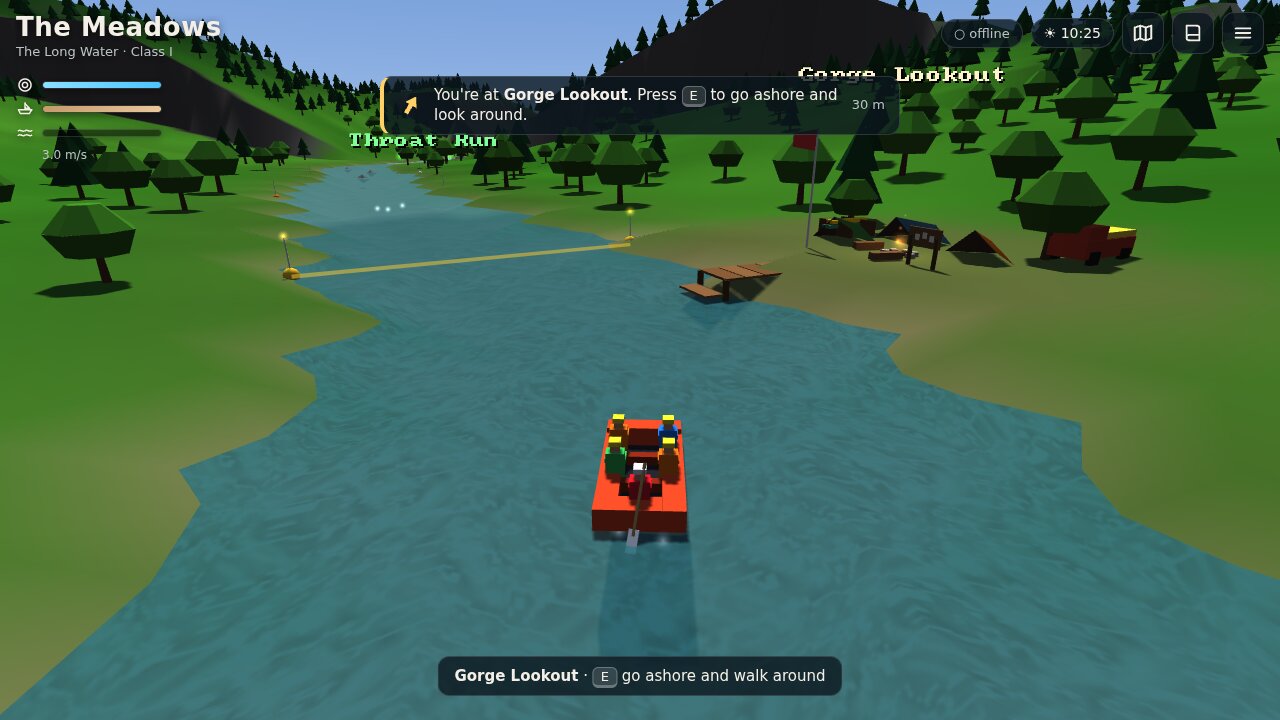 The Meadows
The Long Water · Class I
3.0 m/s
offline
10:25
Gorge Lookout
You're at Gorge Lookout. Press E to go ashore and
look around.
30 m
Throat Run
Gorge Lookout · E go ashore and walk around